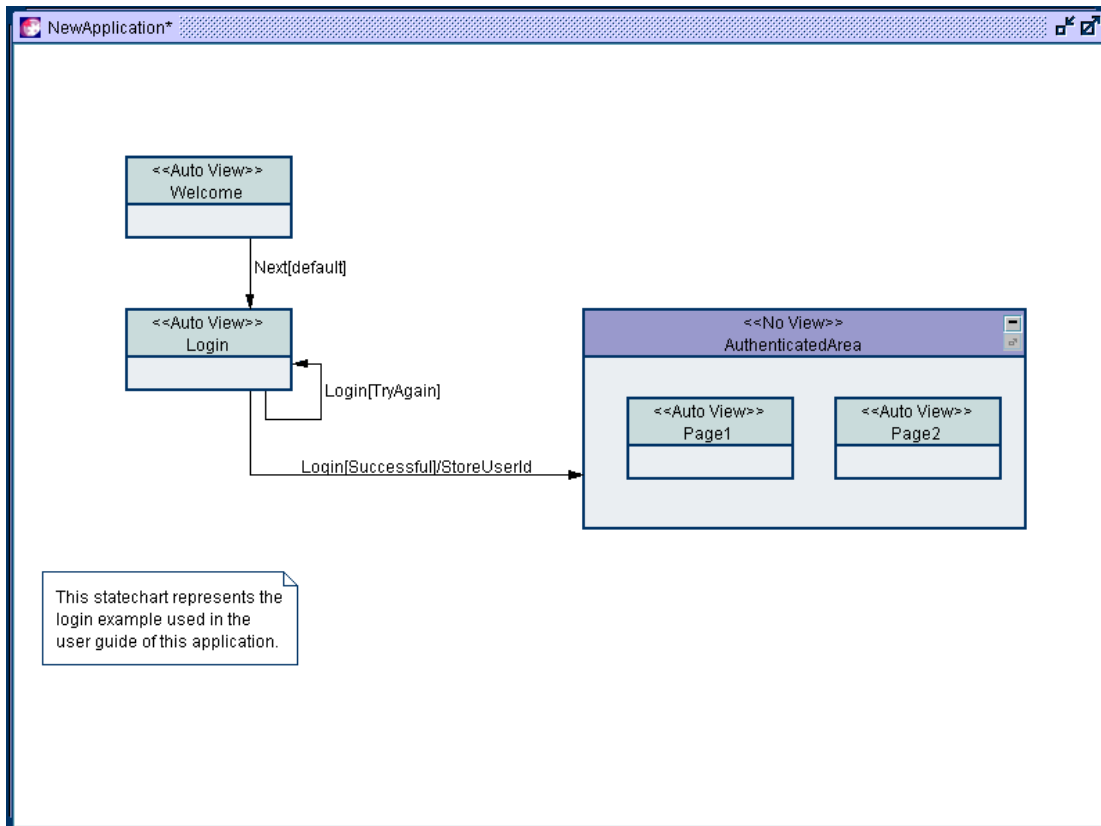 NewApplication*
<<Auto View>>
Welcome
Next[default]
<<Auto View>>
Login
Login[TryAgain]
Login[Successful]/StoreUserId
<<No View>>
AuthenticatedArea
<<Auto View>>
Page1
<<Auto View>>
Page2
This statechart represents the
login example used in the
user guide of this application.